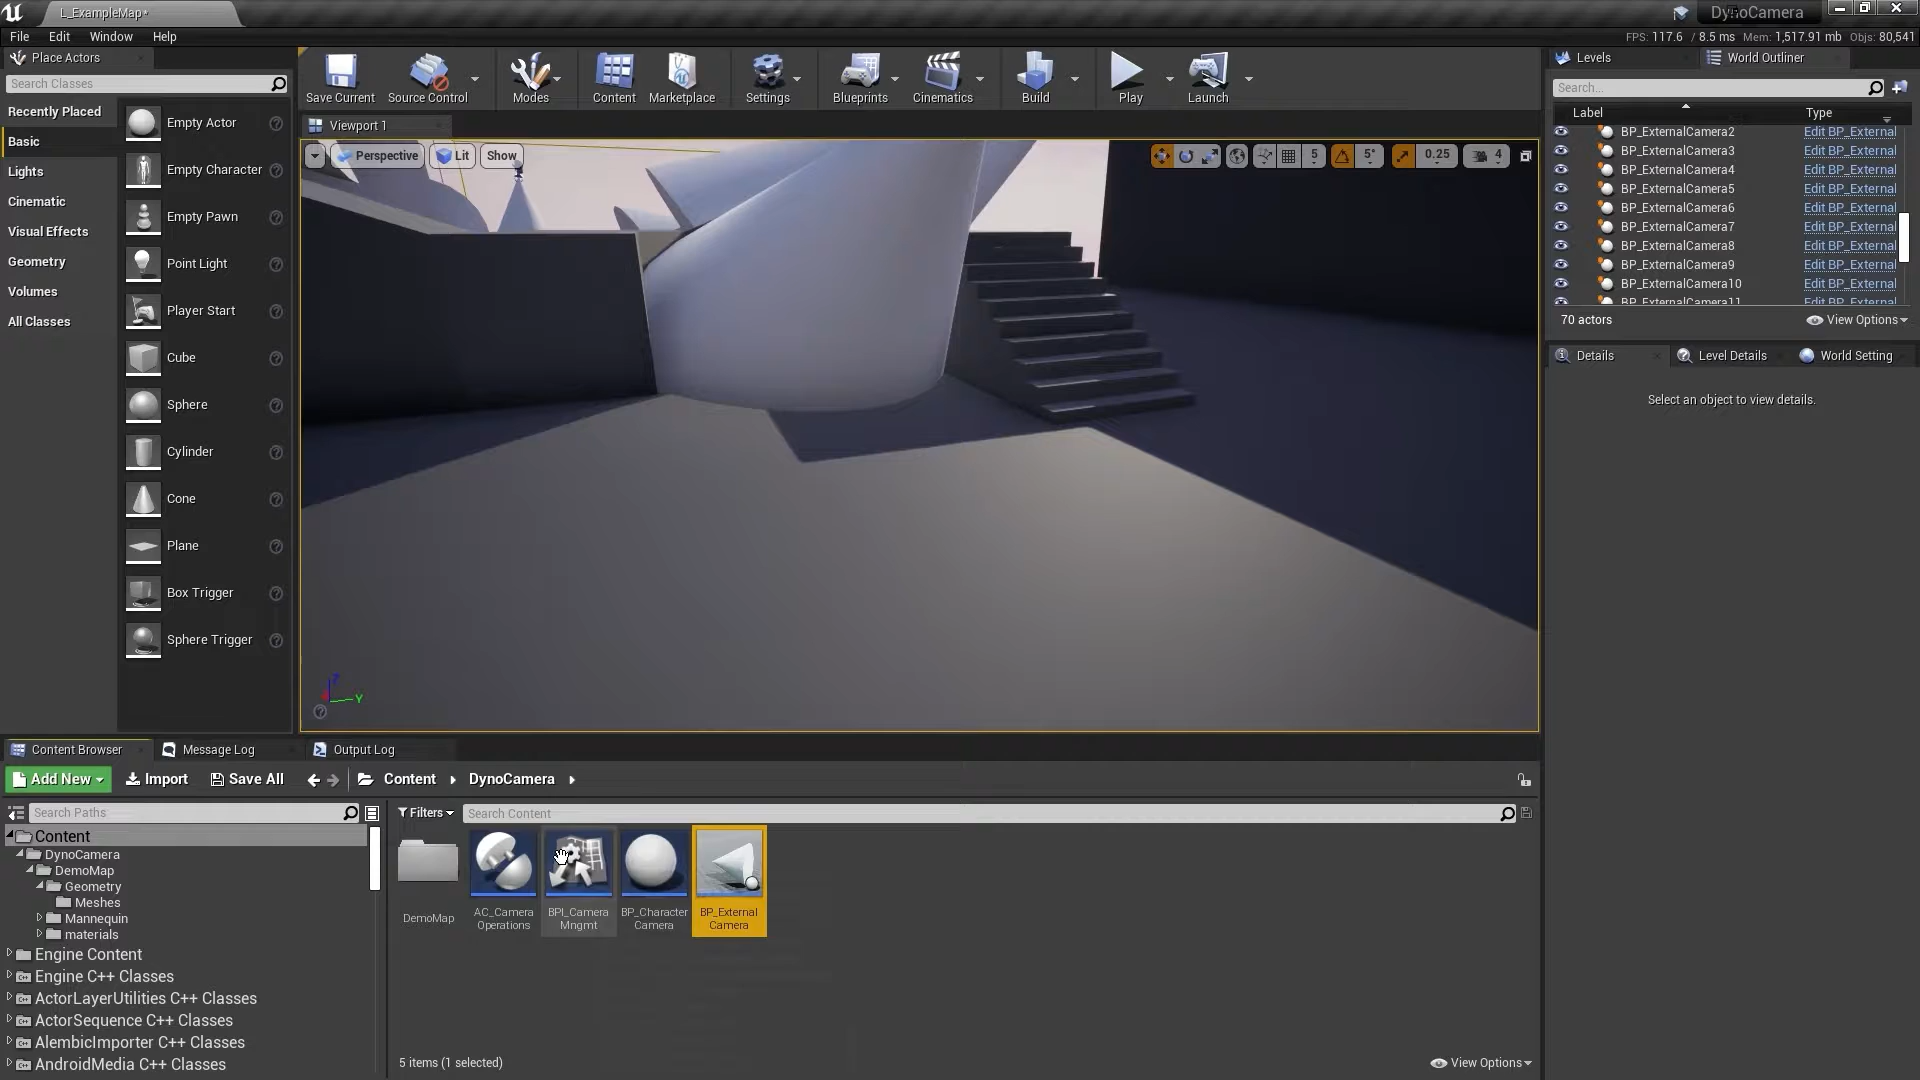 L_ExampleMap*
DynoCamera
File Edit Window Help
FPS: 117.6 / 8.5 ms Mem: 1,517.91 mb Objs: 80,541
Place Actors
Search Classes
Recently Placed
Basic
Lights
Cinematic
Visual Effects
Geometry
Volumes
All Classes
Empty Actor
Empty Character
Empty Pawn
Point Light
Player Start
Cube
Sphere
Cylinder
Cone
Plane
Box Trigger
Sphere Trigger
Save Current
Source Control
Modes
Content
Marketplace
Settings
Blueprints
Cinematics
Build
Play
Launch
Viewport 1
Perspective Lit Show
5 5° 0.25 4
Z
Y
Levels World Outliner
Search...
Label Type
BP_ExternalCamera2 Edit BP_External
BP_ExternalCamera3 Edit BP_External
BP_ExternalCamera4 Edit BP_External
BP_ExternalCamera5 Edit BP_External
BP_ExternalCamera6 Edit BP_External
BP_ExternalCamera7 Edit BP_External
BP_ExternalCamera8 Edit BP_External
BP_ExternalCamera9 Edit BP_External
BP_ExternalCamera10 Edit BP_External
BP_ExternalCamera11 Edit BP_External
70 actors View Options
Details Level Details World Setting
Select an object to view details.
Content Browser Message Log Output Log
Add New Import Save All Content DynoCamera
Search Paths
Filters Search Content
Content
DynoCamera
DemoMap
Geometry
Meshes
Mannequin
materials
Engine Content
Engine C++ Classes
ActorLayerUtilities C++ Classes
ActorSequence C++ Classes
AlembicImporter C++ Classes
AndroidMedia C++ Classes
DemoMap
AC_Camera
Operations
BPI_Camera
Mngmt
BP_Character
Camera
BP_External
Camera
5 items (1 selected)
View Options